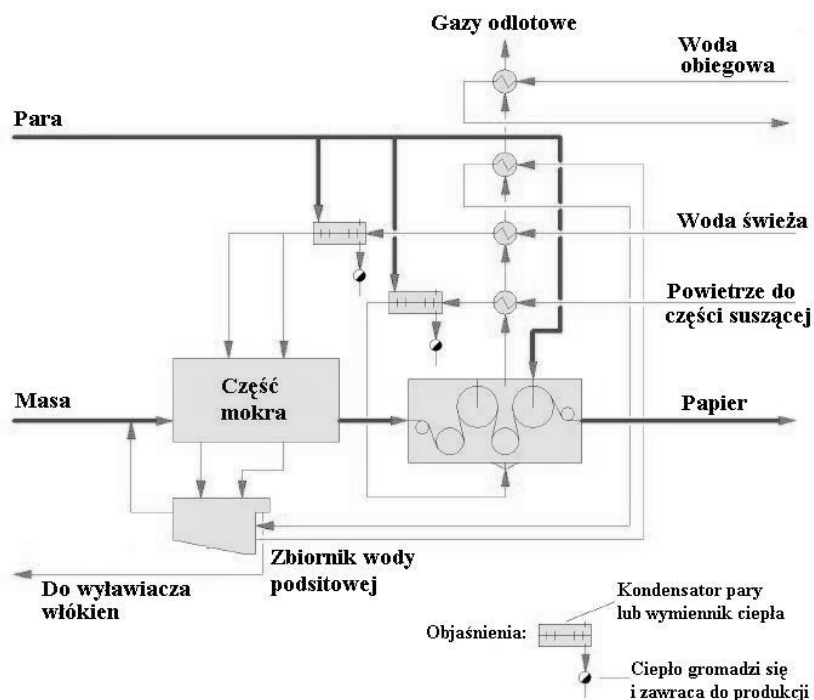 Gazy odlotowe
Woda
obiegowa
Para
Woda świeża
Powietrze do
części suszącej
Część
mokra
Masa
Papier
Zbiornik wody
podsitowej
Do wyławiacza
włókien
Kondensator pary
lub wymiennik ciepła
Objaśnienia:
Ciepło gromadzi się
i zawraca do produkcji